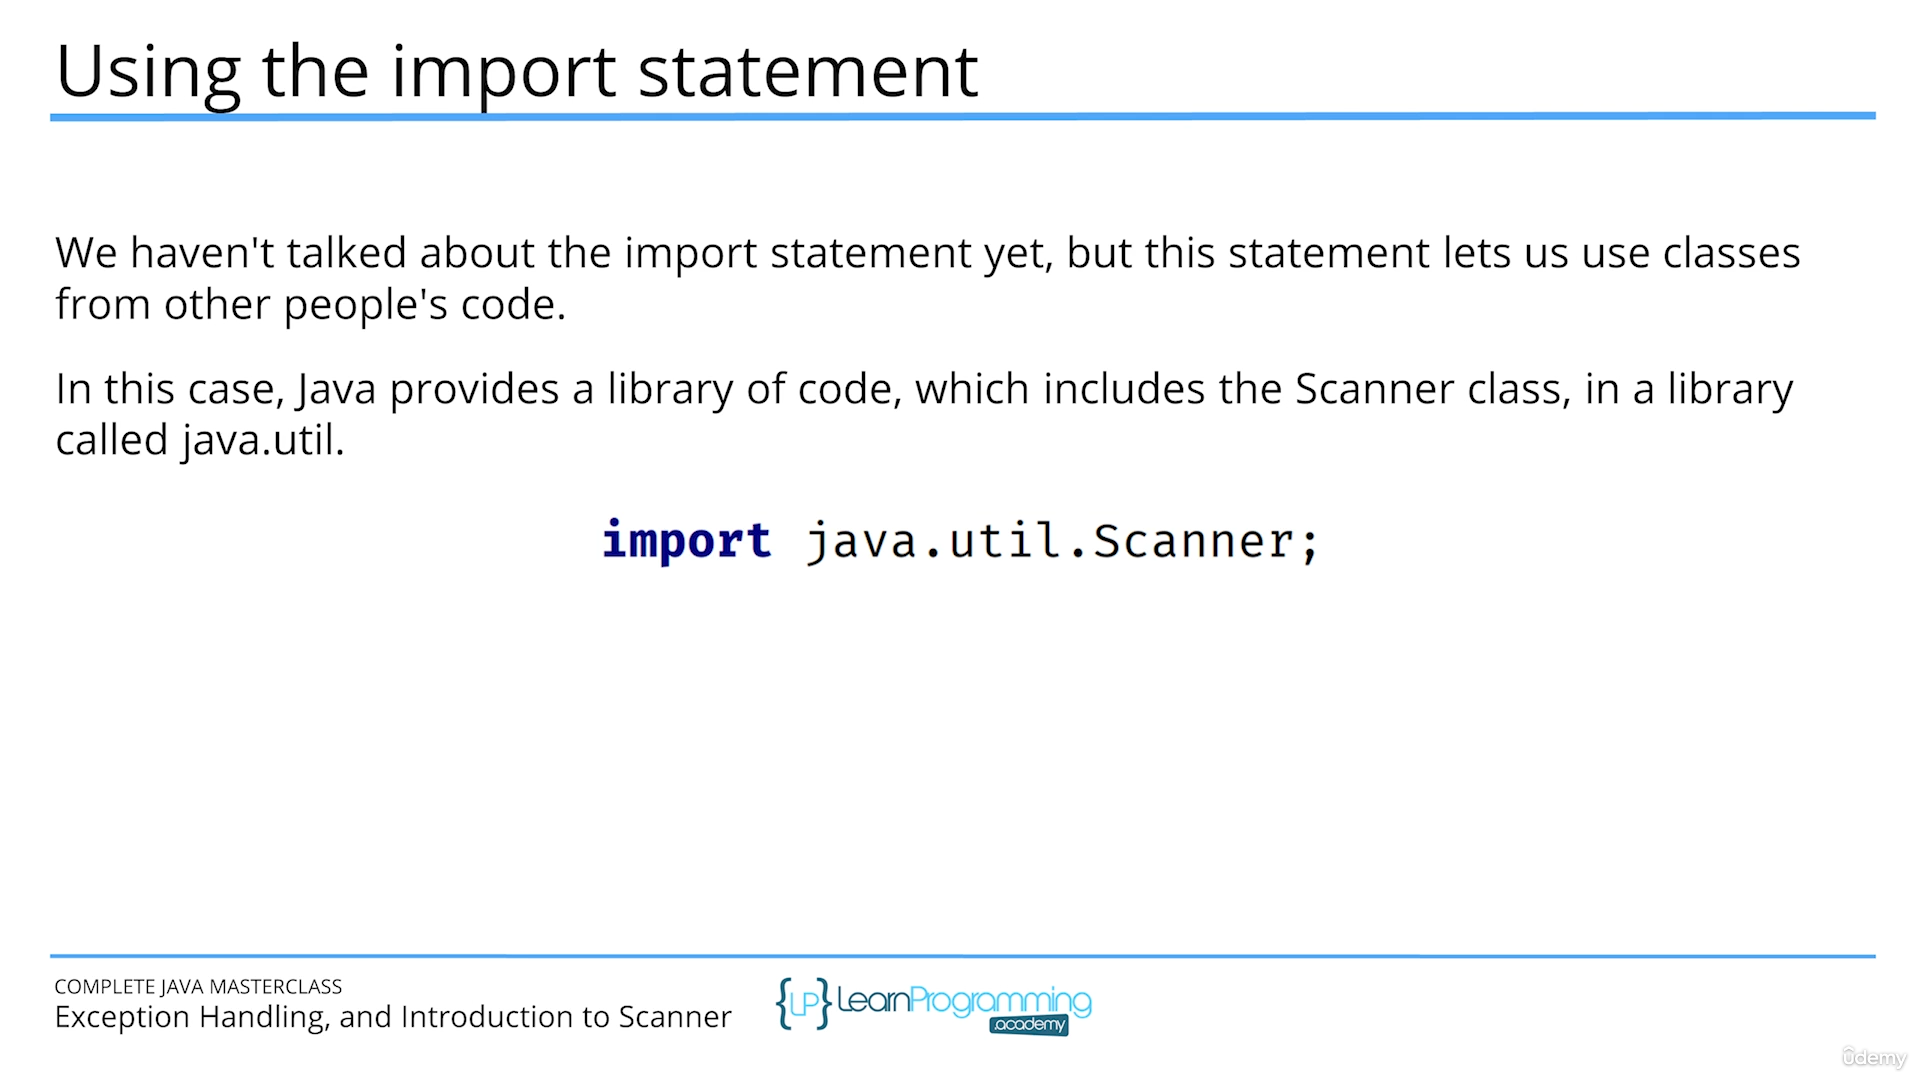 Using the import statement
We haven't talked about the import statement yet, but this statement lets us use classes
from other people's code.
In this case, Java provides a library of code, which includes the Scanner class, in a library
called java.util.
import java.util.Scanner;
COMPLETE JAVA MASTERCLASS
Exception Handling, and Introduction to Scanner
{LP} LearnProgramming
.academy
ûdemy